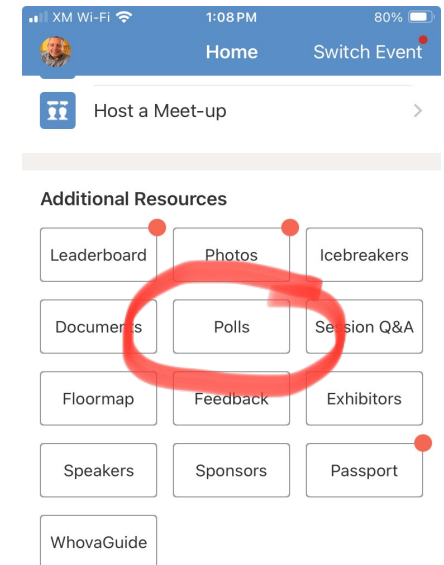 XM Wi-Fi 1:08 PM 80%
Home Switch Event
Host a Meet-up
Additional Resources
Leaderboard Photos Icebreakers
Documents Polls Session Q&A
Floormap Feedback Exhibitors
Speakers Sponsors Passport
WhovaGuide